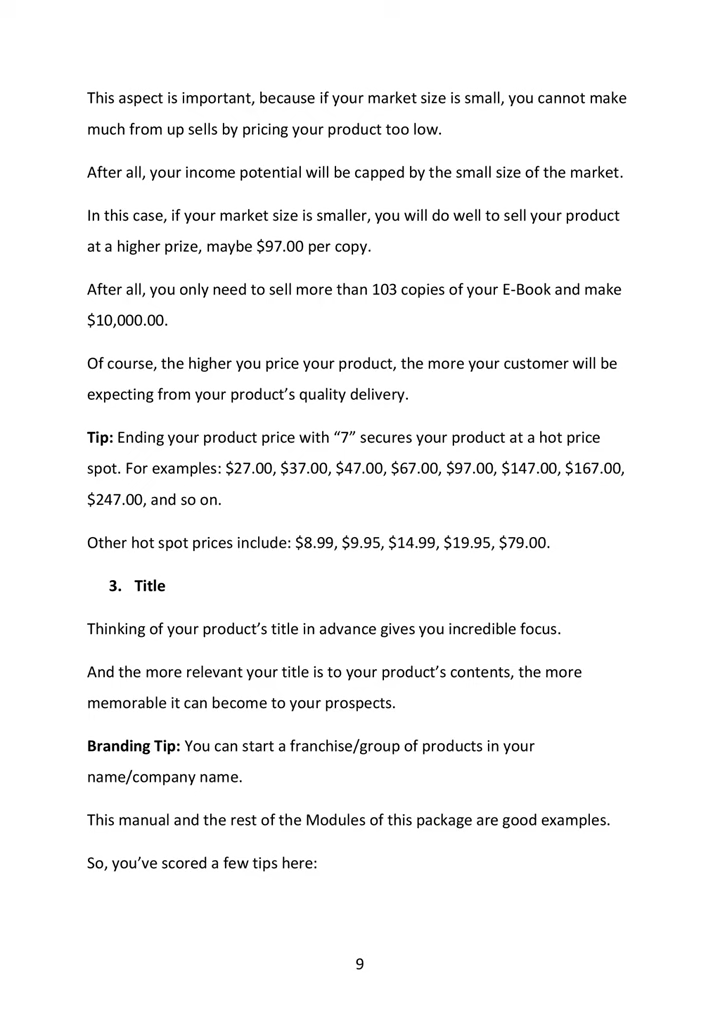 This aspect is important, because if your market size is small, you cannot make
much from up sells by pricing your product too low.
After all, your income potential will be capped by the small size of the market.
In this case, if your market size is smaller, you will do well to sell your product
at a higher prize, maybe $97.00 per copy.
After all, you only need to sell more than 103 copies of your E-Book and make
$10,000.00.
Of course, the higher you price your product, the more your customer will be
expecting from your product’s quality delivery.
Tip: Ending your product price with “7” secures your product at a hot price
spot. For examples: $27.00, $37.00, $47.00, $67.00, $97.00, $147.00, $167.00,
$247.00, and so on.
Other hot spot prices include: $8.99, $9.95, $14.99, $19.95, $79.00.
3. Title
Thinking of your product’s title in advance gives you incredible focus.
And the more relevant your title is to your product’s contents, the more
memorable it can become to your prospects.
Branding Tip: You can start a franchise/group of products in your
name/company name.
This manual and the rest of the Modules of this package are good examples.
So, you’ve scored a few tips here:
9